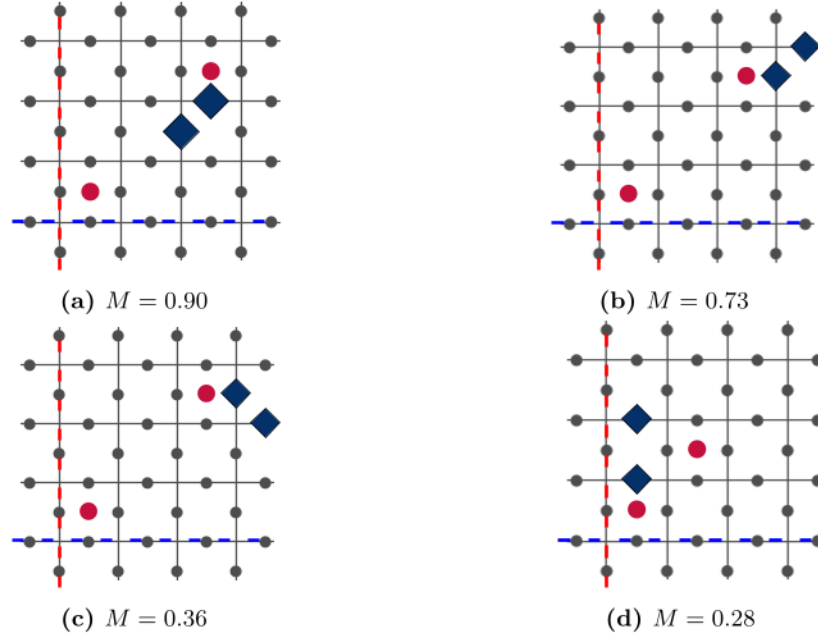 (a) M = 0.90
(b) M = 0.73
(c) M = 0.36
(d) M = 0.28